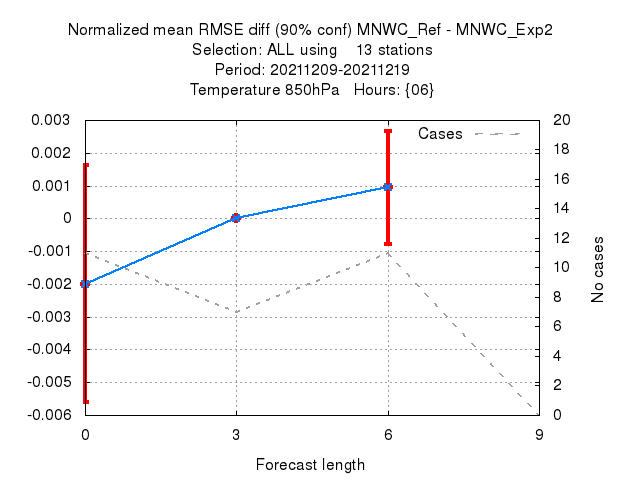 Normalized mean RMSE diff (90% conf) MNWC_Ref - MNWC_Exp2
Selection: ALL using 13 stations
Period: 20211209-20211219
Temperature 850hPa Hours: {06}
Cases
0.003
0.002
0.001
0
-0.001
-0.002
-0.003
-0.004
-0.005
-0.006
20
18
16
14
12
10
8
6
4
2
0
No cases
0 3 6 9
Forecast length